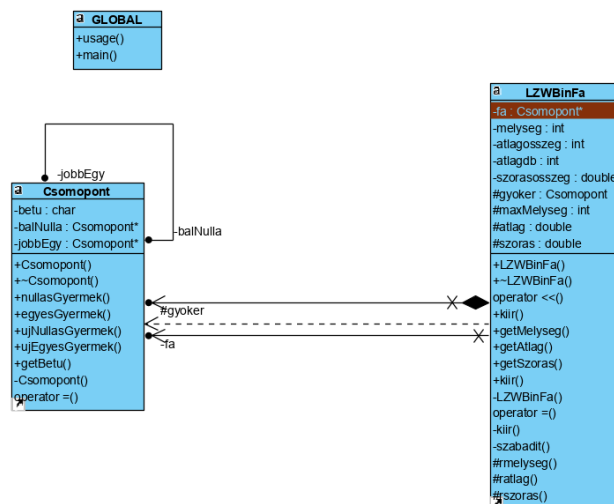 a GLOBAL
+usage()
+main()
-jobbEgy
-balNulla
a Csomopont
-betu : char
-balNulla : Csomopont*
-jobbEgy : Csomopont*
+Csomopont()
+~Csomopont()
+nullasGyermek()
+egyesGyermek()
+ujNullasGyermek()
+ujEgyesGyermek()
+getBetu()
-Csomopont()
operator =()
#gyoker
-fa
a LZWBinFa
-fa : Csomopont*
-melyseg : int
-atlagosszeg : int
-atlagdb : int
-szorasosszeg : double
#gyoker : Csomopont
#maxMelyseg : int
#atlag : double
#szoras : double
+LZWBinFa()
+~LZWBinFa()
operator <<()
+kiir()
+getMelyseg()
+getAtlag()
+getSzoras()
+kiir()
-LZWBinFa()
operator =()
-kiir()
-szabadit()
#rmelyseg()
#ratlag()
#rszoras()